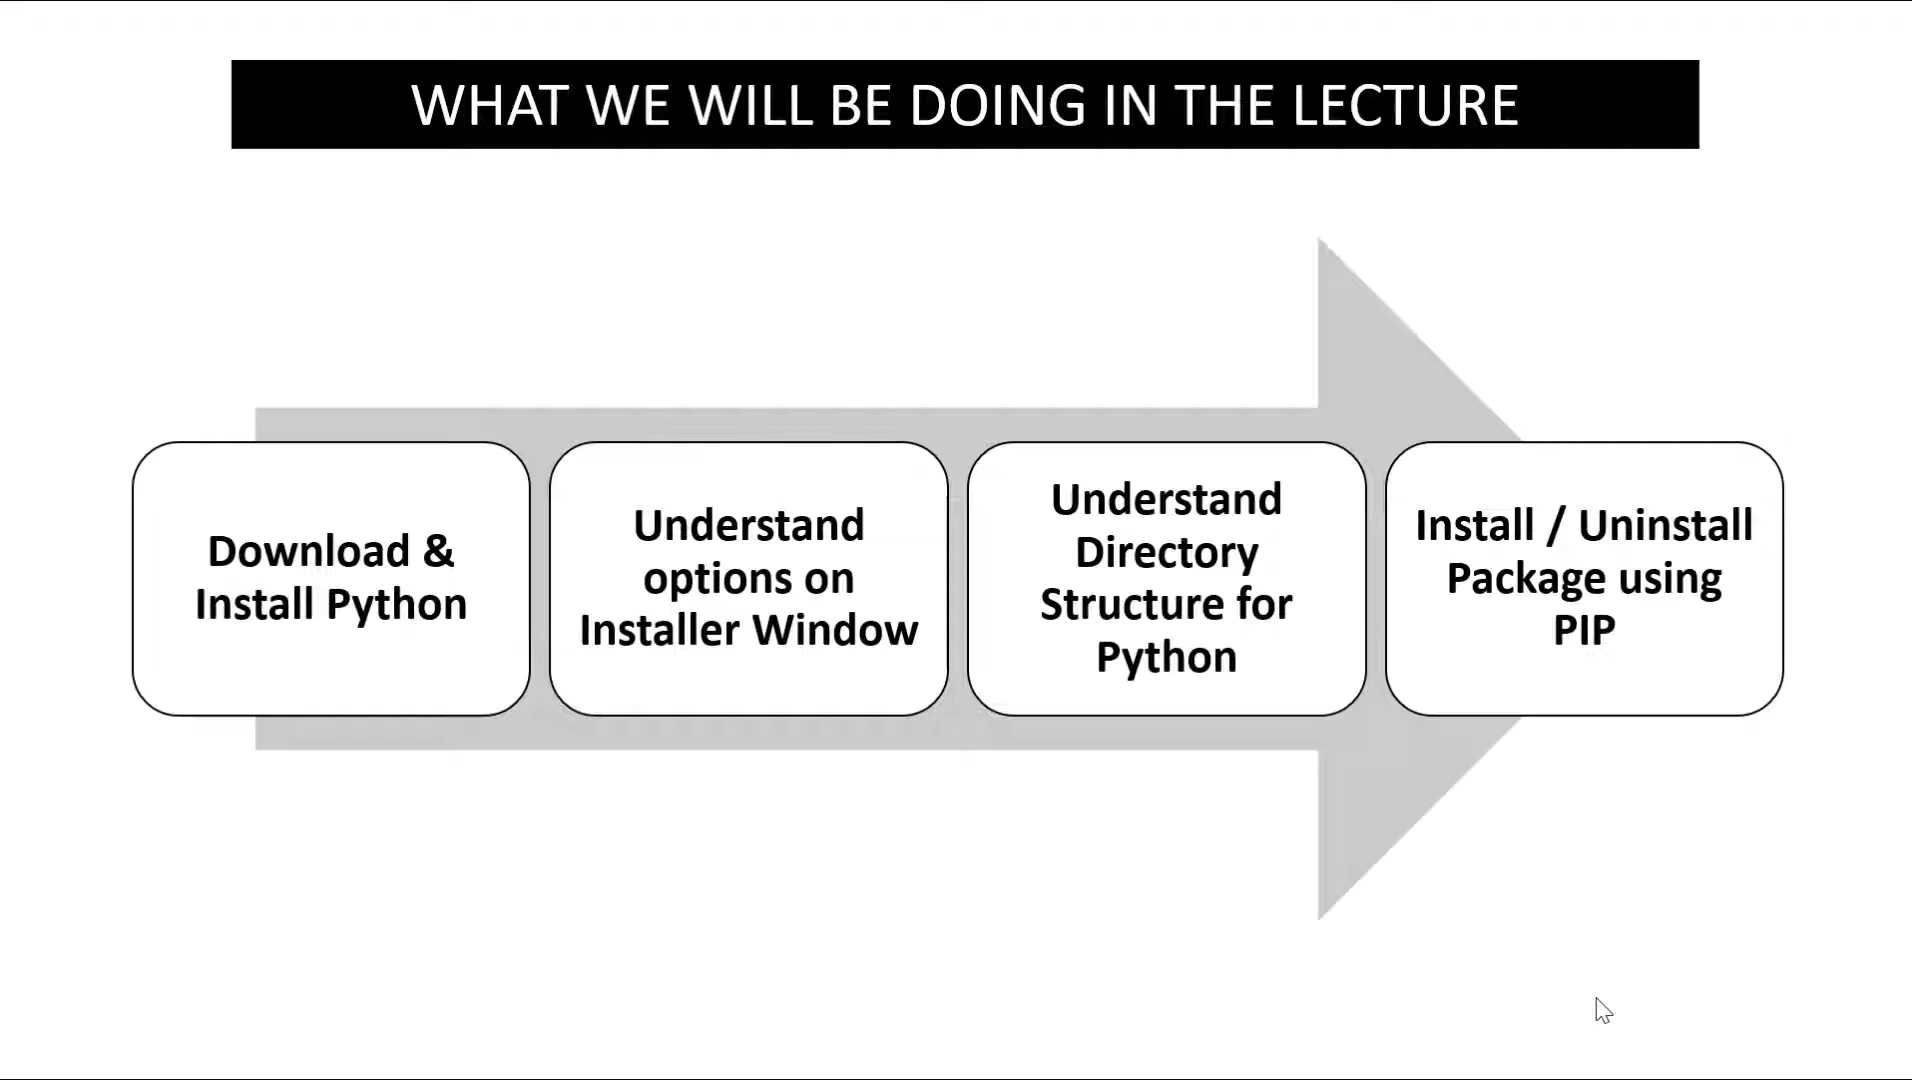 WHAT WE WILL BE DOING IN THE LECTURE
Download &
Install Python
Understand
options on
Installer Window
Understand
Directory
Structure for
Python
Install / Uninstall
Package using
PIP